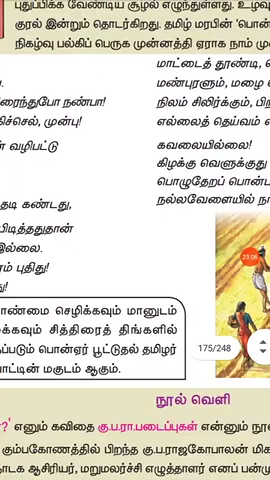 புதுப்பிக்க வேண்டிய சூழல் எழுந்துள்ளது. உழவு
குரல் இன்றும் தொடர்கிறது. தமிழ் மரபின் 'பொன்
நிகழ்வு பல்கிப் பெருக முன்னத்தி ஏராக நாம் மு
ரைந்துபோ நண்பா!
திச்செல், முன்பு!
வழிபட்டு
கண்டது,
பிடித்ததுதான்
இல்லை.
ம் புதிது!
மாட்டைத் தூண்டி,
மண்புரளும், மழை
நிலம் சிலிர்க்கும், பிற
எல்லைத் தெய்வம் எ
கவலையில்லை!
கிழக்கு வெளுக்குது
பொழுதேறப் பொன்ப
நல்லவேளையில் நா
23:06
175/248
ாண்மை செழிக்கவும் மானுடம்
க்கவும் சித்திரைத் திங்களில்
ப்படும் பொன்ஏர் பூட்டுதல் தமிழர்
பாட்டின் மகுடம் ஆகும்.
நூல் வெளி
?' எனும் கவிதை கு.ப.ரா.படைப்புகள் என்னும் நூ
கும்பகோணத்தில் பிறந்த கு.ப.ராஜகோபாலன் மிக
ாடக ஆசிரியர், மறுமலர்ச்சி எழுத்தாளர் எனப் பன்மு